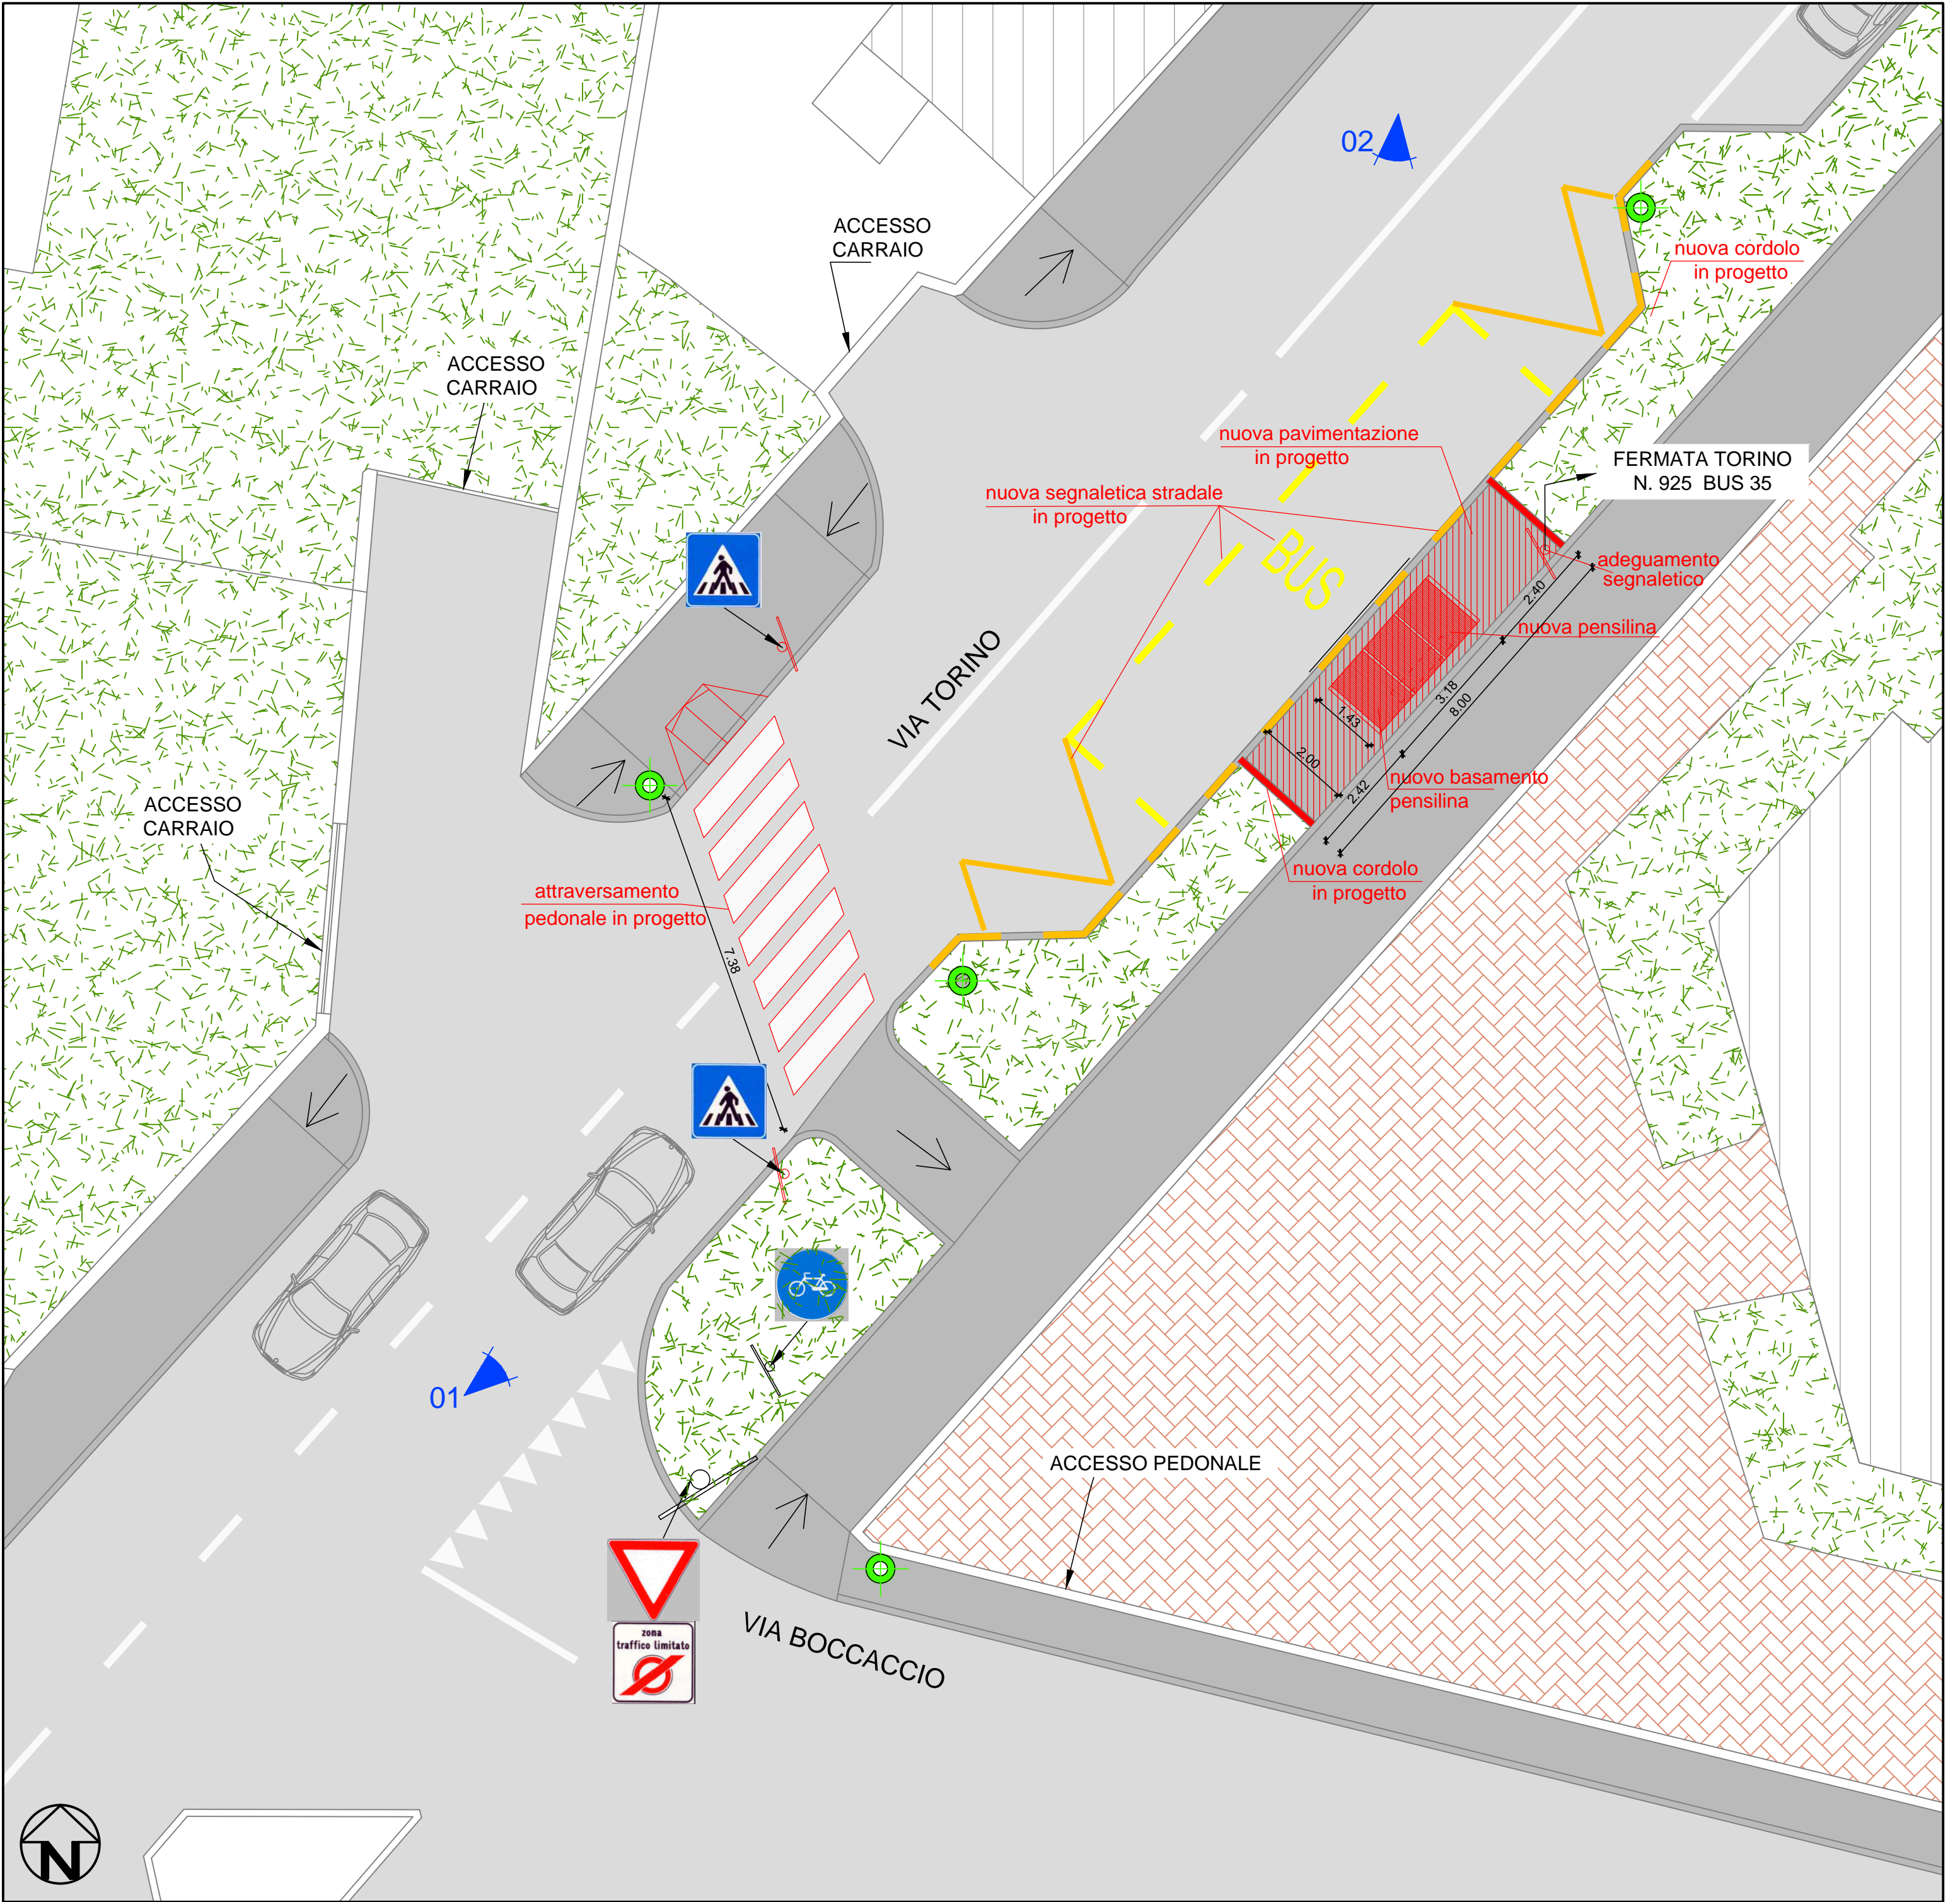 02
ACCESSO
CARRAIO
nuova cordolo
in progetto
ACCESSO
CARRAIO
nuova pavimentazione
in progetto
FERMATA TORINO
N. 925 BUS 35
nuova segnaletica stradale
in progetto
BUS
adeguamento
segnaletico
2.40
nuova pensilina
VIA TORINO
3.18
8.00
1.43
2.00
2.42
nuovo basamento
pensilina
ACCESSO
CARRAIO
nuova cordolo
in progetto
attraversamento
pedonale in progetto
7.38
01
ACCESSO PEDONALE
zona
traffico limitato
VIA BOCCACCIO
N